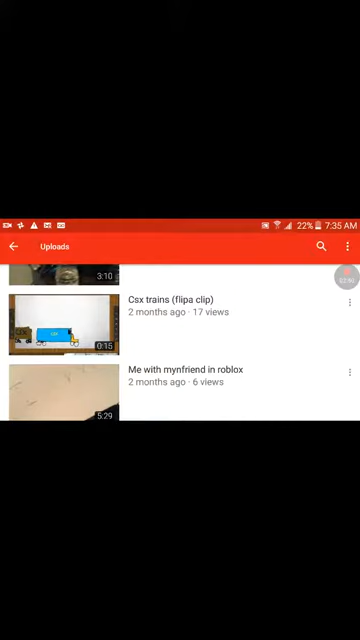 22% 7:35 AM
Uploads
3:10
Csx trains (flipa clip)
2 months ago · 17 views
0:15
Me with mynfriend in roblox
2 months ago · 6 views
5:29